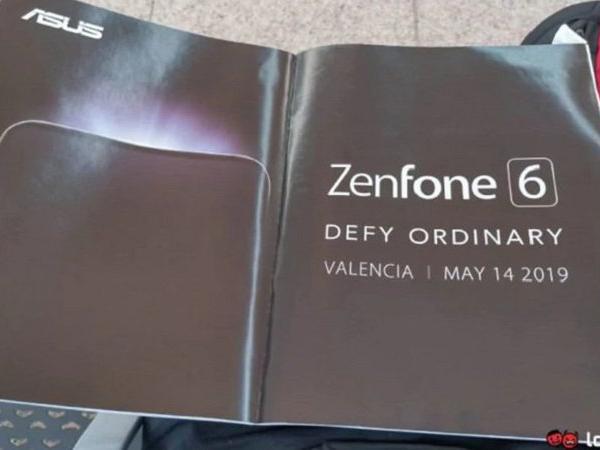 ASUS
Zenfone 6
DEFY ORDINARY
VALENCIA | MAY 14 2019